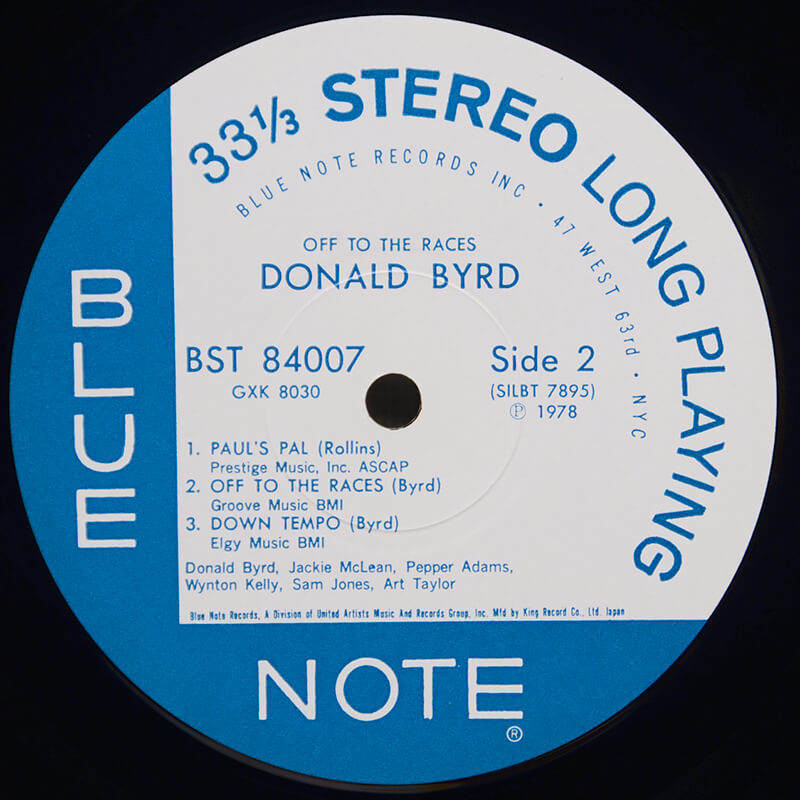 33⅓ STEREO LONG PLAYING
BLUE NOTE RECORDS INC • 47 WEST 63rd • NYC
OFF TO THE RACES
DONALD BYRD
BST 84007
GXK 8030
Side 2
(SILBT 7895)
℗ 1978
1. PAUL'S PAL (Rollins)
Prestige Music, Inc. ASCAP
2. OFF TO THE RACES (Byrd)
Groove Music BMI
3. DOWN TEMPO (Byrd)
Elgy Music BMI
Donald Byrd, Jackie McLean, Pepper Adams,
Wynton Kelly, Sam Jones, Art Taylor
Blue Note Records, A Division of United Artists Music And Records Group, Inc. Mfd by King Record Co., Ltd. Japan
BLUE
NOTE
®